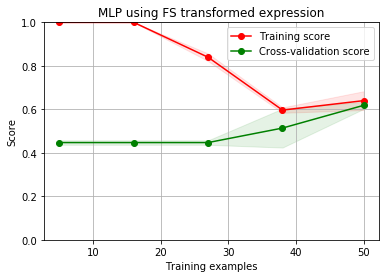 MLP using FS transformed expression
1.0
0.8
0.6
0.4
0.2
0.0
Score
Training score
Cross-validation score
10
20
30
40
50
Training examples